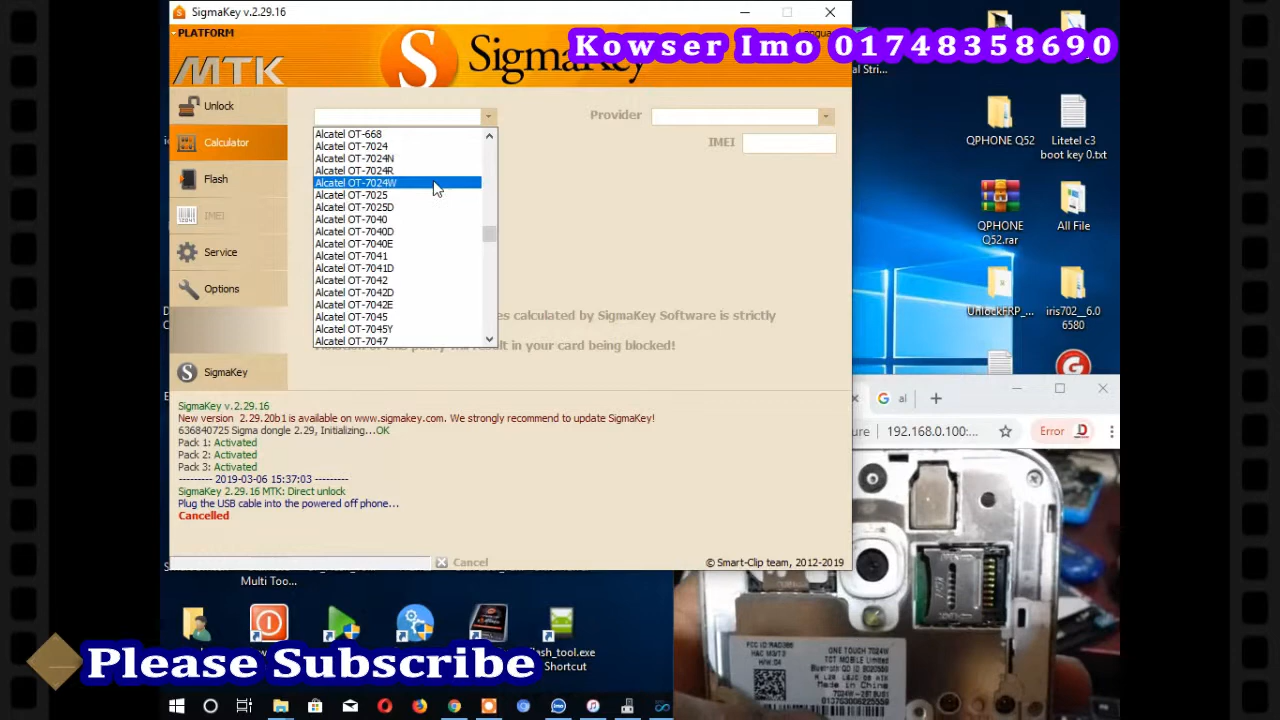 SigmaKey v.2.29.16
PLATFORM
MTK
S
Kowser Imo 01748358690
Unlock
Calculator
Flash
IMEI
Service
Options
SigmaKey
Provider
IMEI
Alcatel OT-668
Alcatel OT-7024
Alcatel OT-7024N
Alcatel OT-7024R
Alcatel OT-7024W
Alcatel OT-7025
Alcatel OT-7025D
Alcatel OT-7040
Alcatel OT-7040D
Alcatel OT-7040E
Alcatel OT-7041
Alcatel OT-7041D
Alcatel OT-7042
Alcatel OT-7042D
Alcatel OT-7042E
Alcatel OT-7045
Alcatel OT-7045Y
Alcatel OT-7047
es calculated by SigmaKey Software is strictly
in your card being blocked!
SigmaKey v.2.29.16
New version 2.29.20b1 is available on www.sigmakey.com. We strongly recommend to update SigmaKey!
636840725 Sigma dongle 2.29, Initializing...OK
Pack 1: Activated
Pack 2: Activated
Pack 3: Activated
--------- 2019-03-06 15:37:03 ---------
SigmaKey 2.29.16 MTK: Direct unlock
Plug the USB cable into the powered off phone...
Cancelled
Cancel
© Smart-Clip team, 2012-2019
al Stri...
QPHONE Q52
Litetel c3
boot key 0.txt
QPHONE
Q52.rar
All File
UnlockFRP_...
iris702__6.0
6580
G al
192.168.0.100:...
Error
Multi Too...
flash_tool.exe
Shortcut
Please Subscribe
ONE TOUCH 7024W
TCT MOBILE Limited
Made in China